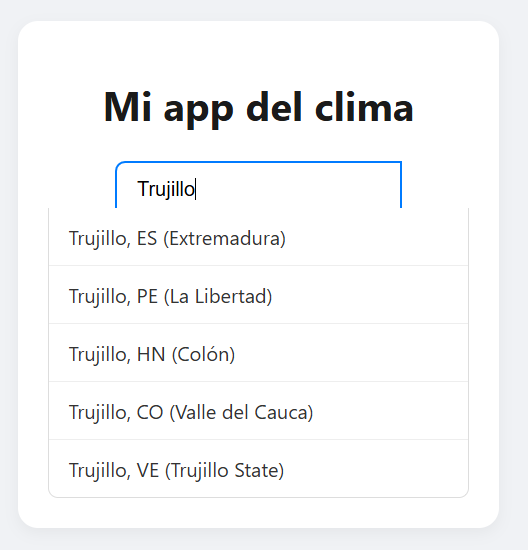 Mi app del clima
Trujillo
Trujillo, ES (Extremadura)
Trujillo, PE (La Libertad)
Trujillo, HN (Colón)
Trujillo, CO (Valle del Cauca)
Trujillo, VE (Trujillo State)